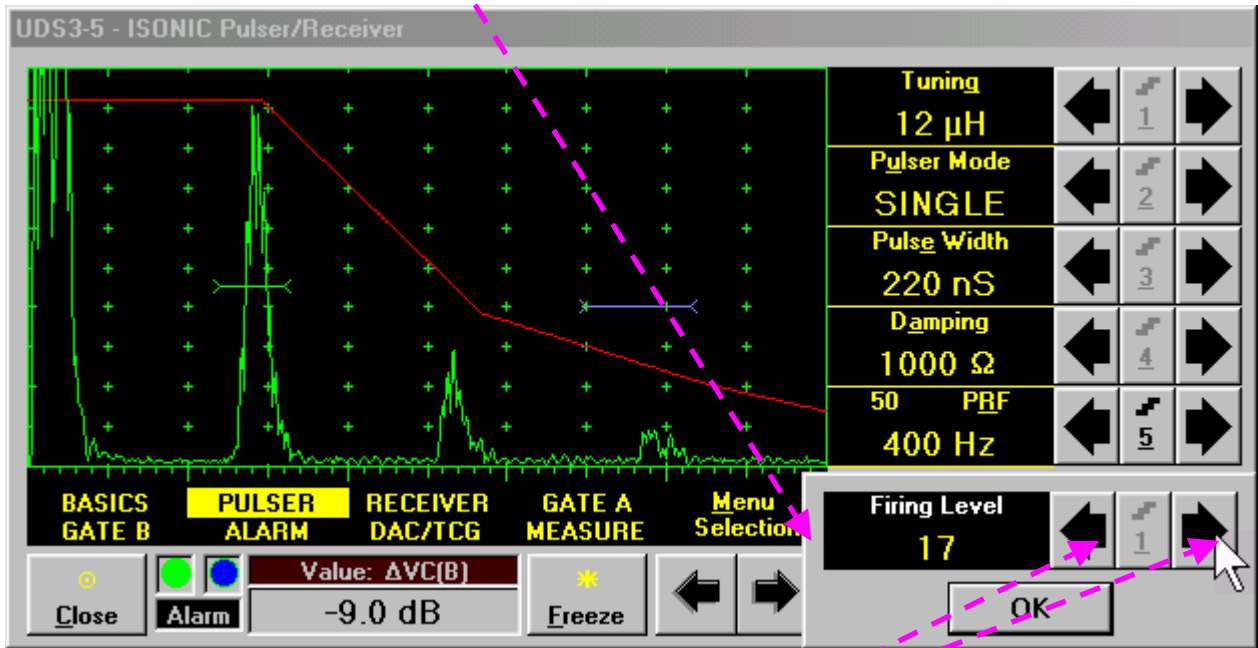 UDS3-5 - ISONIC Pulser/Receiver
Tuning
12 µH
1
Pulser Mode
SINGLE
2
Pulse Width
220 nS
3
Damping
1000 Ω
4
50 PRF
400 Hz
5
BASICS PULSER RECEIVER GATE A Menu
GATE B ALARM DAC/TCG MEASURE Selection
Firing Level
17
1
OK
Close
Alarm
Value: ΔVC(B)
-9.0 dB
Freeze